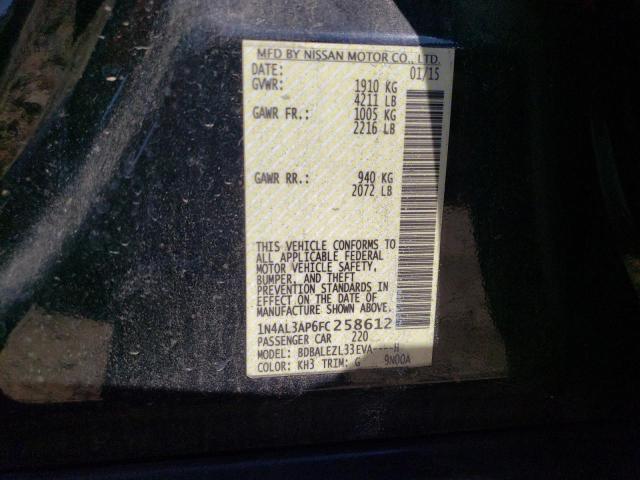 MFD BY NISSAN MOTOR CO., LTD.
DATE: 01/15
GVWR: 1910 KG
4211 LB
GAWR FR.: 1005 KG
2216 LB
GAWR RR.: 940 KG
2072 LB
THIS VEHICLE CONFORMS TO
ALL APPLICABLE FEDERAL
MOTOR VEHICLE SAFETY,
BUMPER, AND THEFT
PREVENTION STANDARDS IN
EFFECT ON THE DATE OF
MANUFACTURE SHOWN ABOVE.
1N4AL3AP6FC258612
PASSENGER CAR 220
MODEL: BDBALEZL33EVA----H
COLOR: KH3 TRIM: G 9N00A